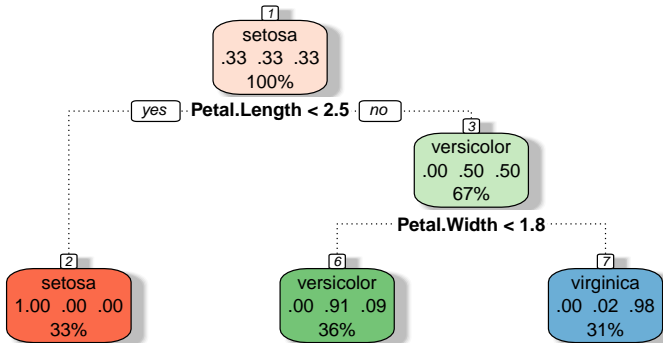 1
setosa
.33 .33 .33
100%
yes Petal.Length < 2.5 no
3
versicolor
.00 .50 .50
67%
Petal.Width < 1.8
2
setosa
1.00 .00 .00
33%
6
versicolor
.00 .91 .09
36%
7
virginica
.00 .02 .98
31%